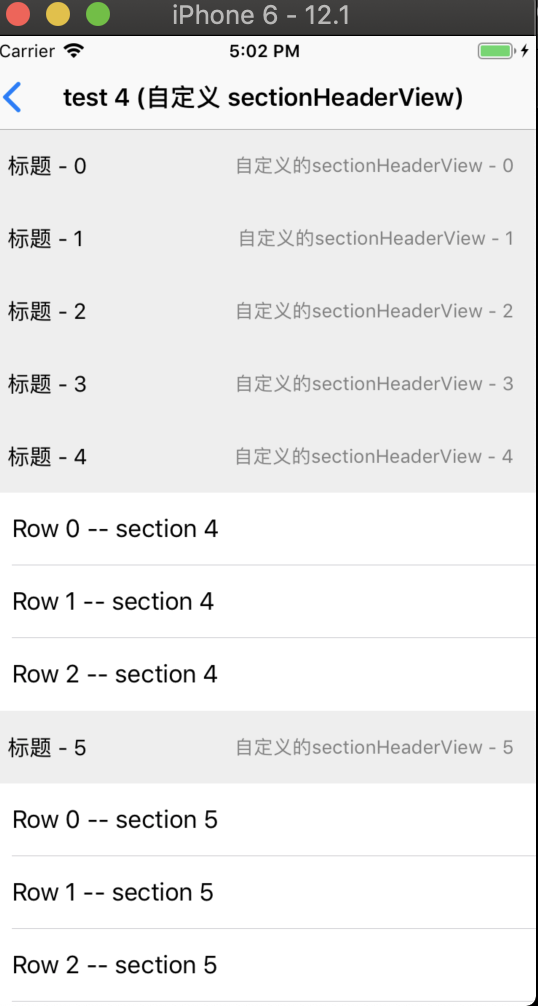 iPhone 6 - 12.1
Carrier 5:02 PM
test 4 (自定义 sectionHeaderView)
标题 - 0 自定义的sectionHeaderView - 0
标题 - 1 自定义的sectionHeaderView - 1
标题 - 2 自定义的sectionHeaderView - 2
标题 - 3 自定义的sectionHeaderView - 3
标题 - 4 自定义的sectionHeaderView - 4
Row 0 -- section 4
Row 1 -- section 4
Row 2 -- section 4
标题 - 5 自定义的sectionHeaderView - 5
Row 0 -- section 5
Row 1 -- section 5
Row 2 -- section 5